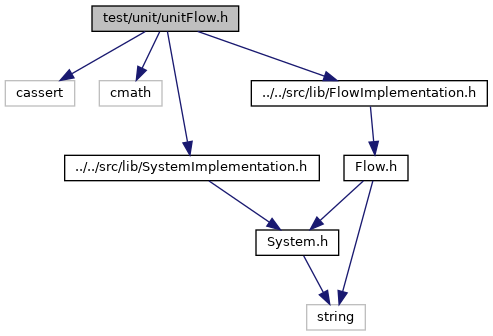 test/unit/unitFlow.h
cassert
cmath
../../src/lib/FlowImplementation.h
../../src/lib/SystemImplementation.h
Flow.h
System.h
string